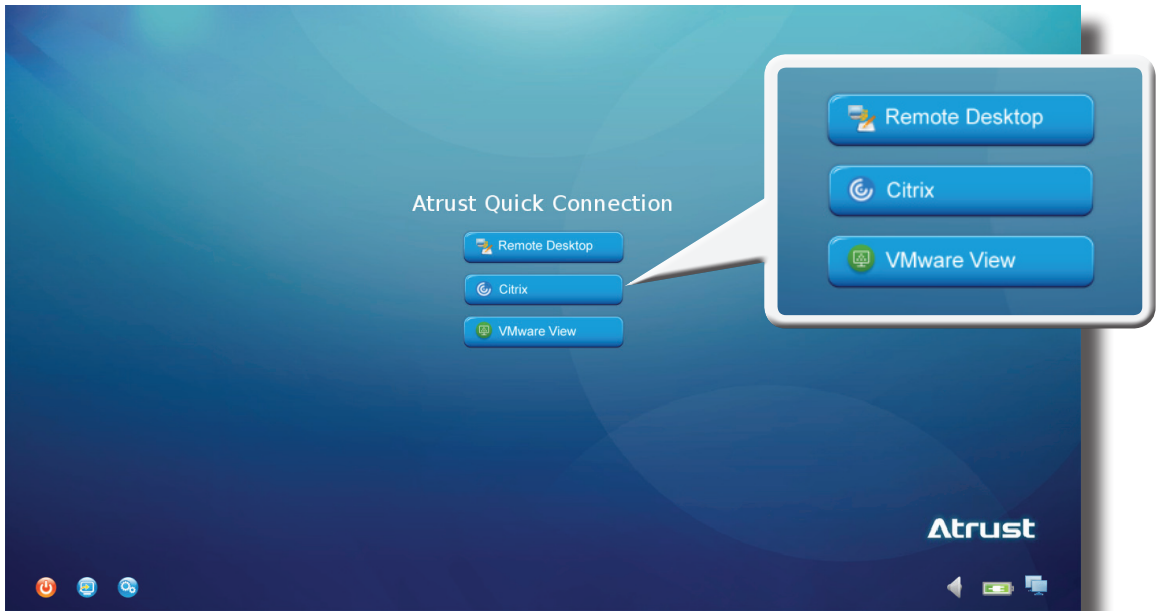 Atrust Quick Connection
Remote Desktop
Citrix
VMware View
Remote Desktop
Citrix
VMware View
Atrust